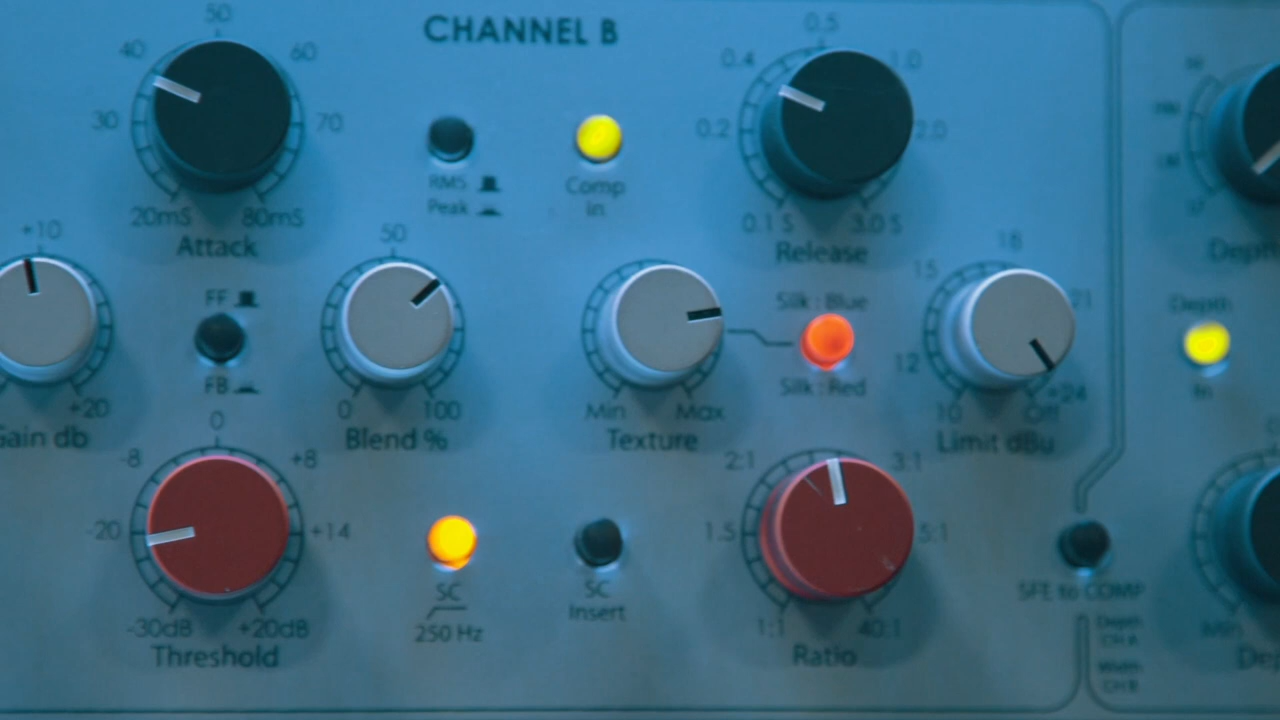 CHANNEL B
50
40
60
30
70
20mS
80mS
Attack
RMS
Peak
Comp
In
0.5
0.4
1.0
0.2
2.0
0.1 S
3.0 S
Release
+10
+20
Gain db
FF
FB
50
0
100
Blend %
Min
Max
Texture
Silk : Blue
Silk : Red
18
15
21
12
+24
10
Off
Limit dBu
Depth
In
0
-8
+8
-20
+14
-30dB
+20dB
Threshold
SC
250 Hz
SC
Insert
2:1
3:1
1.5
5:1
1:1
40:1
Ratio
SFE to COMP
Depth
CH A
Width
CH B